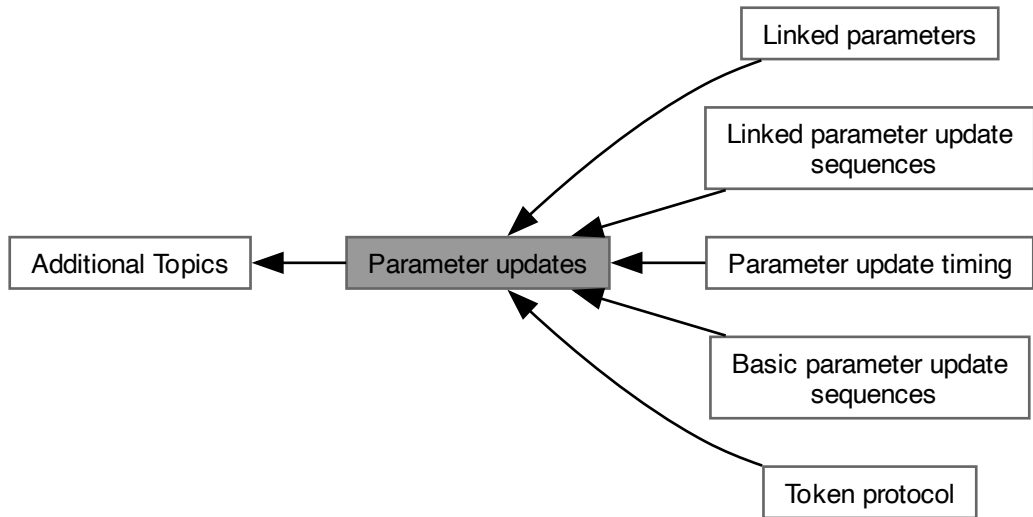 Linked parameters
Linked parameter update
sequences
Additional Topics
Parameter updates
Parameter update timing
Basic parameter update
sequences
Token protocol